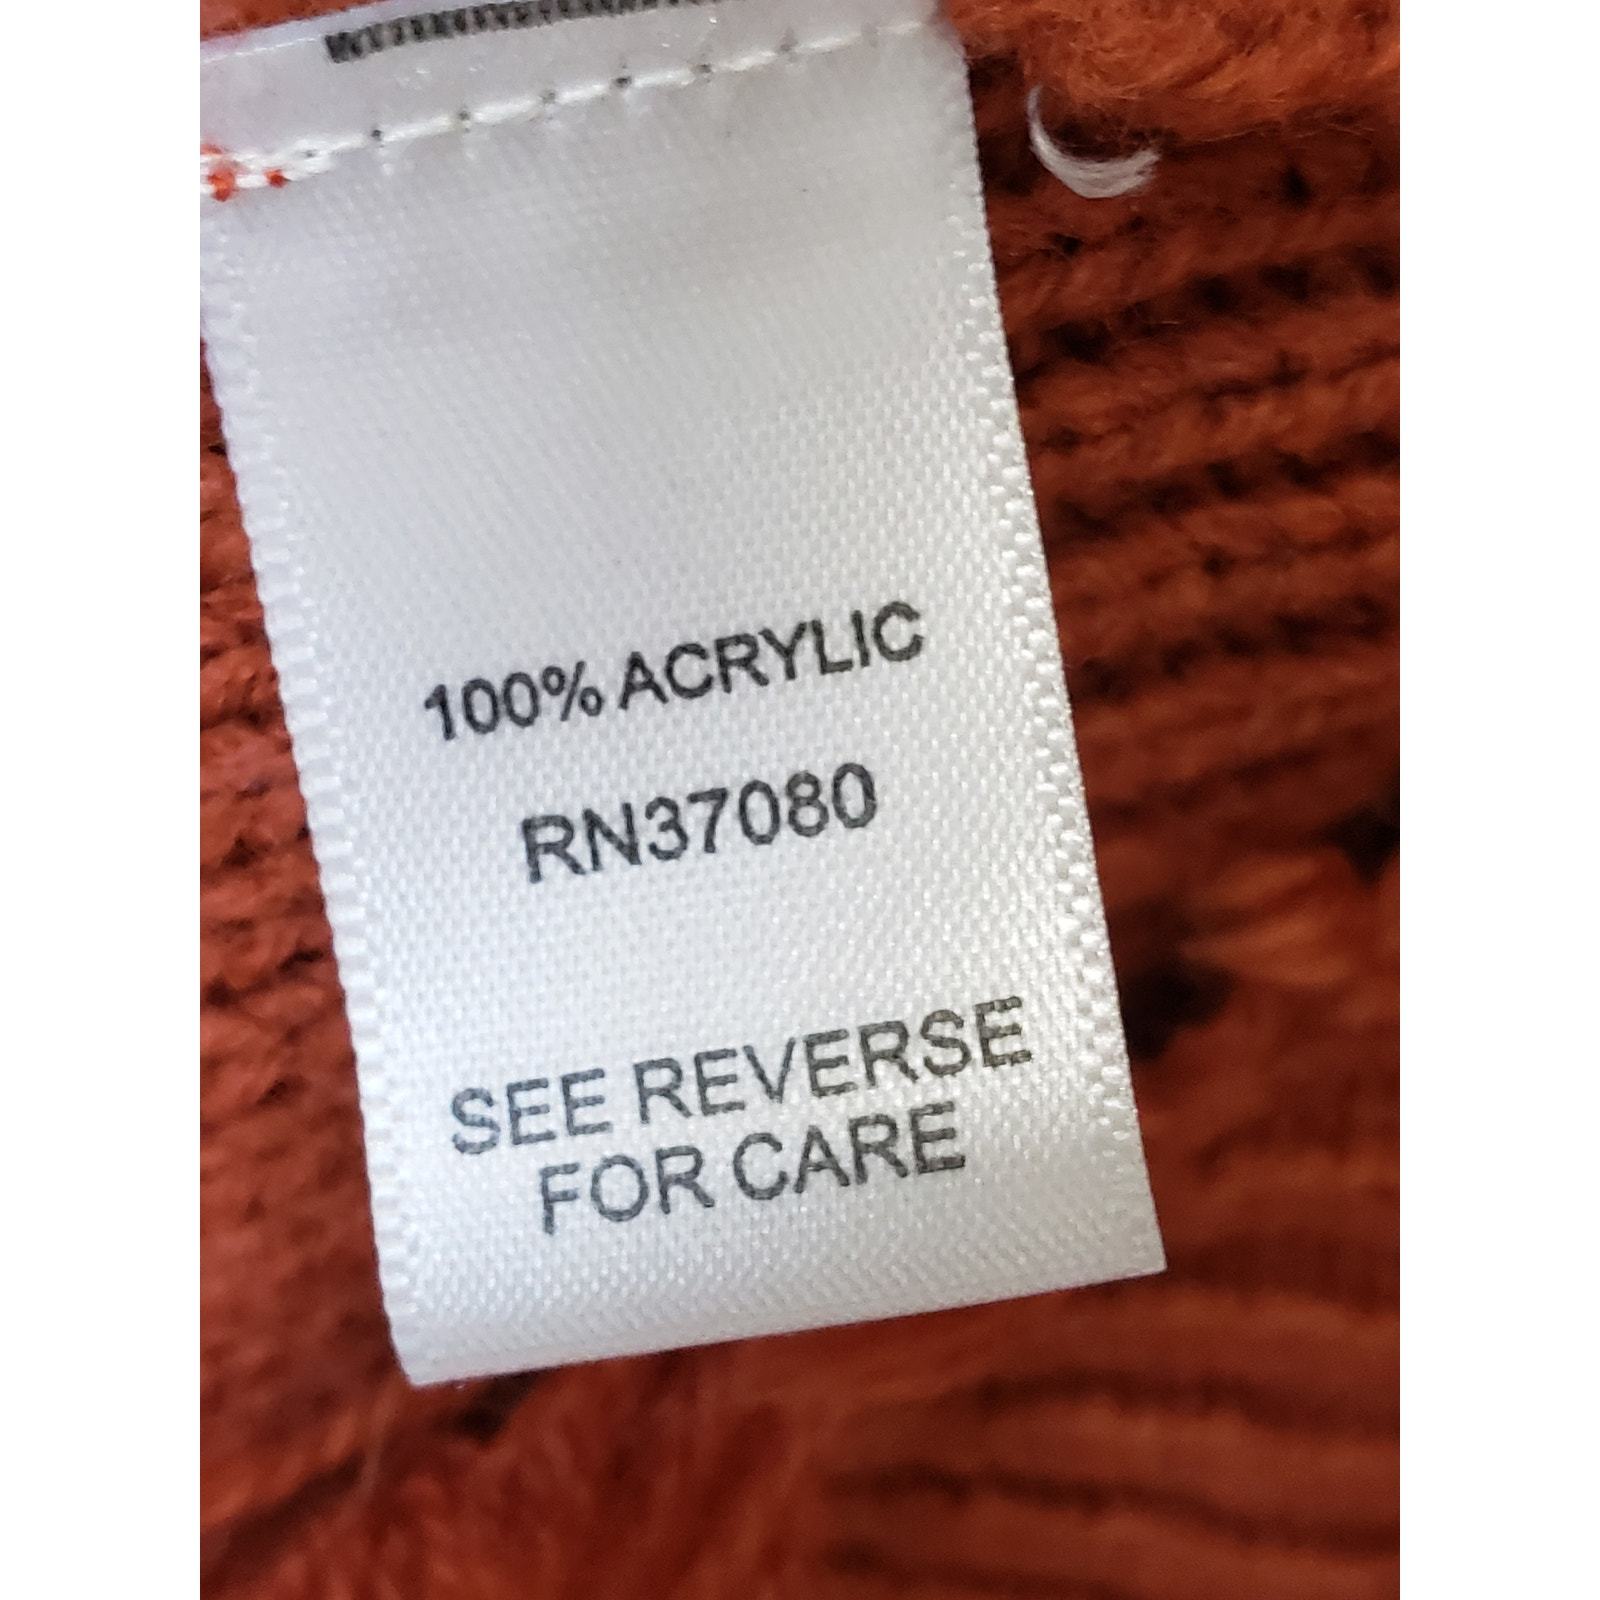 100% ACRYLIC
RN37080
SEE REVERSE
FOR CARE